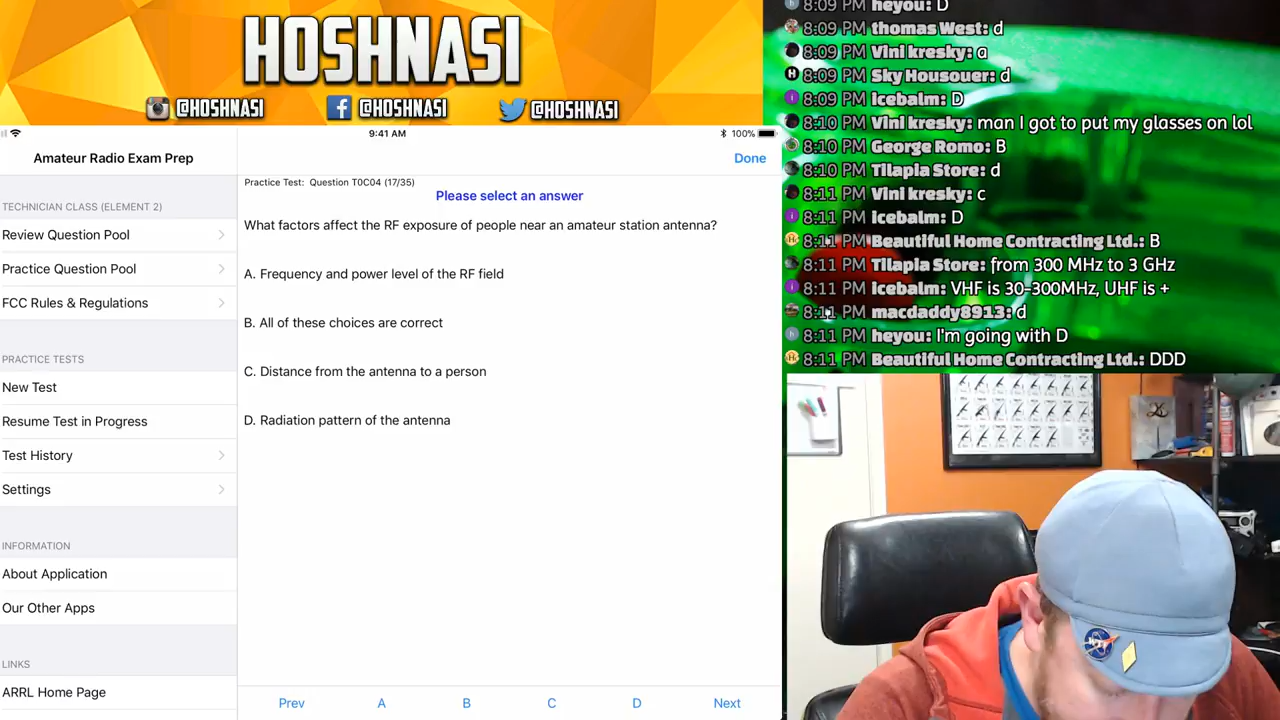 HOSHNASI
@HOSHNASI @HOSHNASI @HOSHNASI
9:41 AM 100%
Amateur Radio Exam Prep
Done
TECHNICIAN CLASS (ELEMENT 2)
Review Question Pool
Practice Question Pool
FCC Rules & Regulations
PRACTICE TESTS
New Test
Resume Test in Progress
Test History
Settings
INFORMATION
About Application
Our Other Apps
LINKS
ARRL Home Page
Practice Test: Question T0C04 (17/35)
Please select an answer
What factors affect the RF exposure of people near an amateur station antenna?
A. Frequency and power level of the RF field
B. All of these choices are correct
C. Distance from the antenna to a person
D. Radiation pattern of the antenna
Prev A B C D Next
8:09 PM heyou: D
8:09 PM thomas West: d
8:09 PM Vini kresky: a
8:09 PM Sky Housouer: d
8:09 PM icebalm: D
8:10 PM Vini kresky: man I got to put my glasses on lol
8:10 PM George Romo: B
8:10 PM Tilapia Store: d
8:11 PM Vini kresky: c
8:11 PM icebalm: D
8:11 PM Beautiful Home Contracting Ltd.: B
8:11 PM Tilapia Store: from 300 MHz to 3 GHz
8:11 PM icebalm: VHF is 30-300MHz, UHF is +
8:11 PM macdaddy8913: d
8:11 PM heyou: I'm going with D
8:11 PM Beautiful Home Contracting Ltd.: DDD